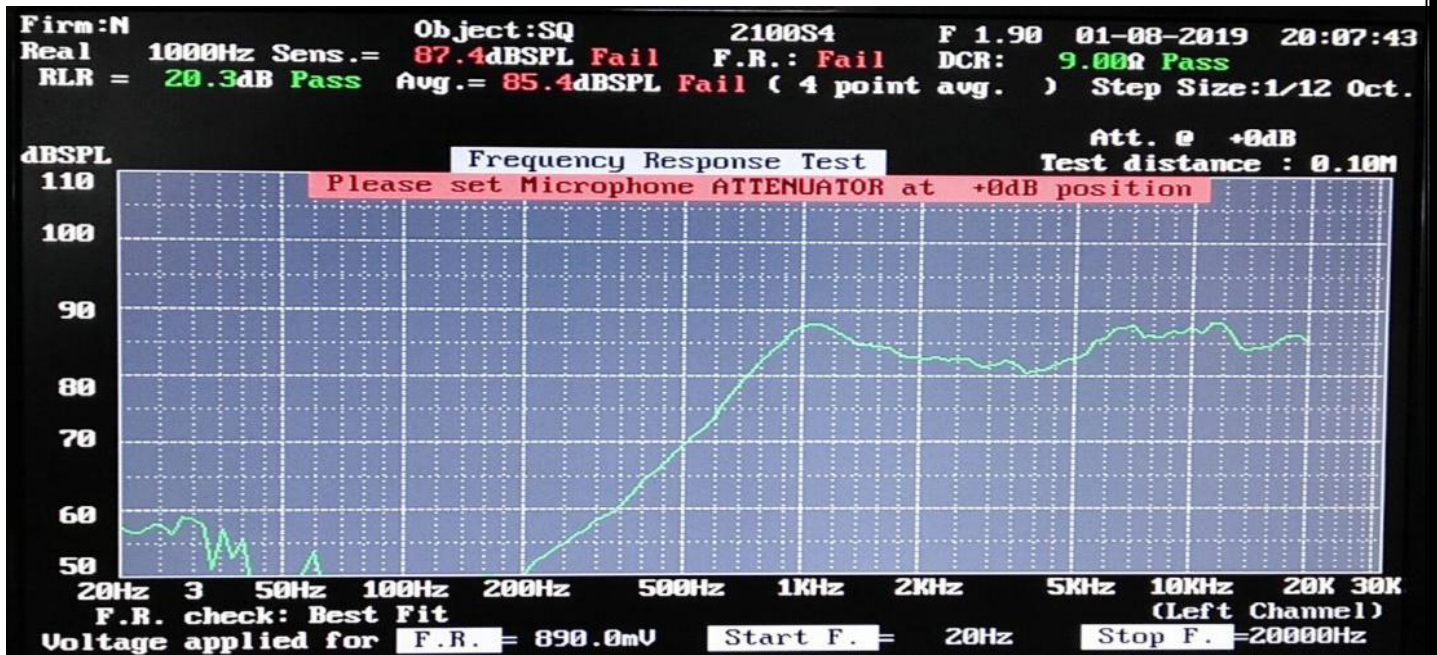 Firm:N Object:SQ 2100S4 F 1.90 01-08-2019 20:07:43
Real 1000Hz Sens.= 87.4dBSPL Fail F.R.: Fail DCR: 9.00Ω Pass
RLR = 20.3dB Pass Avg.= 85.4dBSPL Fail ( 4 point avg. ) Step Size:1/12 Oct.
Att. @ +0dB
dBSPL Frequency Response Test Test distance : 0.10M
110 Please set Microphone ATTENUATOR at +0dB position
100
90
80
70
60
50
20Hz 3 50Hz 100Hz 200Hz 500Hz 1KHz 2KHz 5KHz 10KHz 20K 30K
F.R. check: Best Fit (Left Channel)
Voltage applied for F.R. = 890.0mV Start F. = 20Hz Stop F. =20000Hz